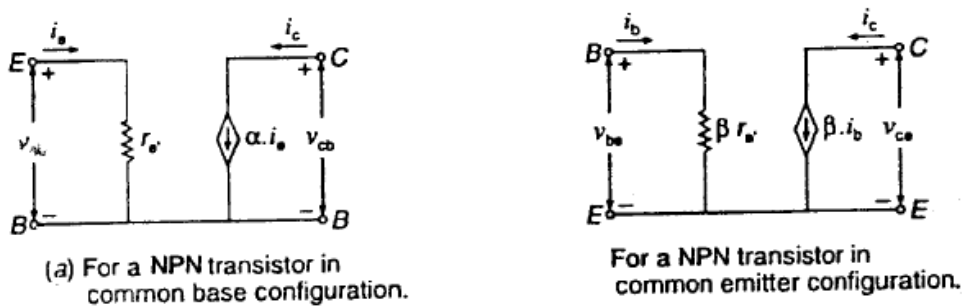 i_e
i_c
E
+
+
C
v_cb
r_e'
α.i_e
B
−
−
B
(a) For a NPN transistor in
common base configuration.
i_b
i_c
B
+
+
C
v_be
β r_e'
β.i_b
v_ce
E
−
−
E
For a NPN transistor in
common emitter configuration.